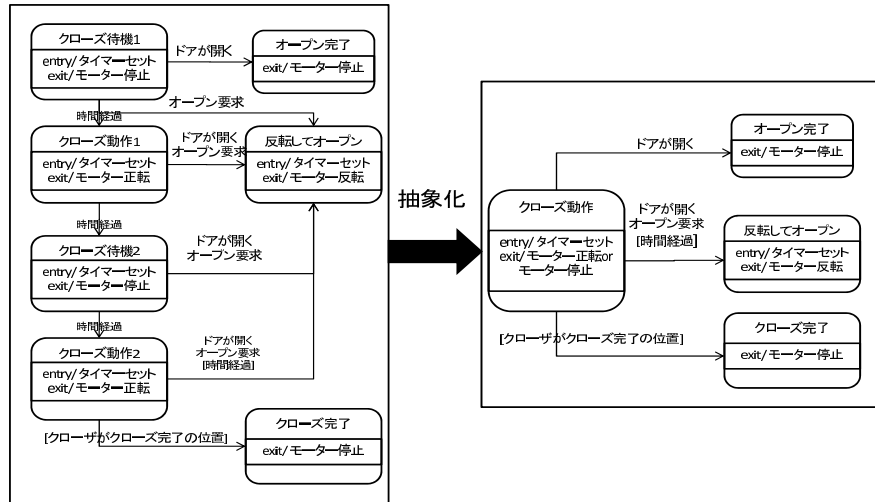 クローズ待機1
entry/タイマーセット
exit/モーター停止
ドアが開く
オープン完了
exit/モーター停止
オープン要求
時間経過
クローズ動作1
entry/タイマーセット
exit/モーター正転
ドアが開く
オープン要求
反転してオープン
entry/タイマーセット
exit/モーター反転
時間経過
クローズ待機2
entry/タイマーセット
exit/モーター停止
ドアが開く
オープン要求
時間経過
クローズ動作2
entry/タイマーセット
exit/モーター正転
ドアが開く
オープン要求
[時間経過]
[クローザがクローズ完了の位置]
クローズ完了
exit/モーター停止
抽象化
クローズ動作
entry/タイマーセット
exit/モーター正転or
モーター停止
ドアが開く
オープン完了
exit/モーター停止
ドアが開く
オープン要求
[時間経過]
反転してオープン
entry/タイマーセット
exit/モーター反転
[クローザがクローズ完了の位置]
クローズ完了
exit/モーター停止